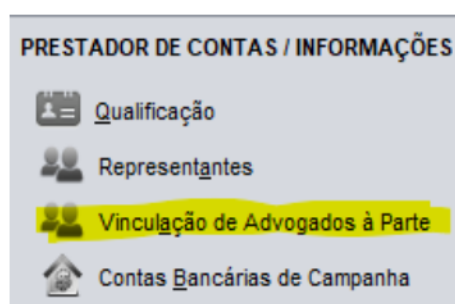 PRESTADOR DE CONTAS / INFORMAÇÕES
Qualificação
Representantes
Vinculação de Advogados à Parte
Contas Bancárias de Campanha